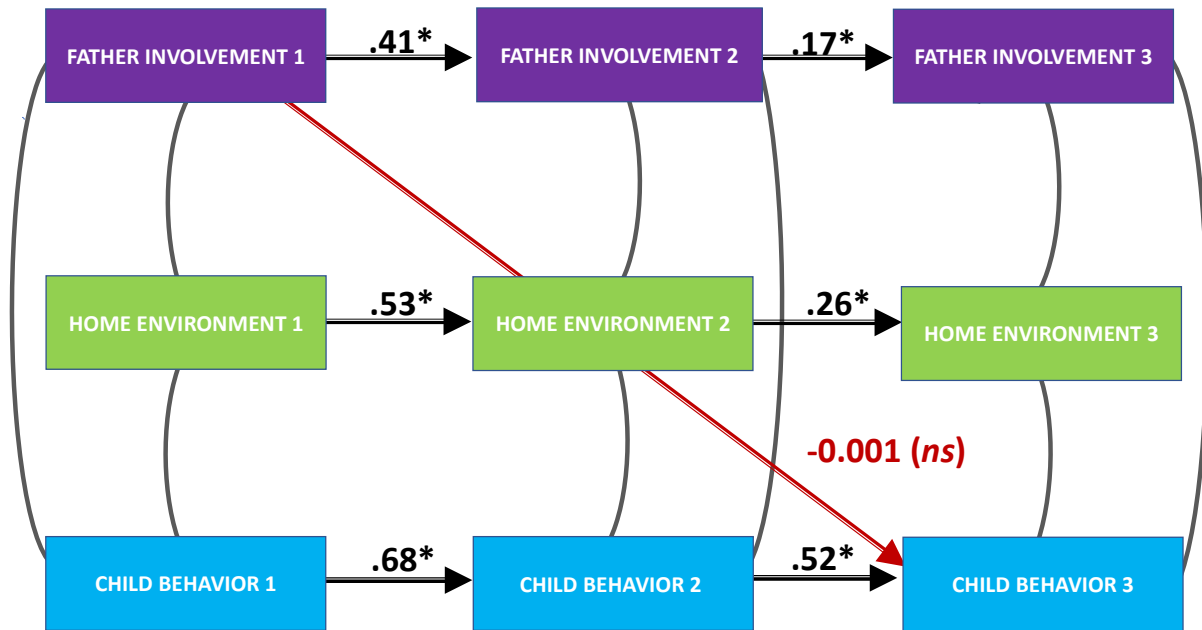 FATHER INVOLVEMENT 1
.41*
FATHER INVOLVEMENT 2
.17*
FATHER INVOLVEMENT 3
HOME ENVIRONMENT 1
.53*
HOME ENVIRONMENT 2
.26*
HOME ENVIRONMENT 3
-0.001 (ns)
CHILD BEHAVIOR 1
.68*
CHILD BEHAVIOR 2
.52*
CHILD BEHAVIOR 3